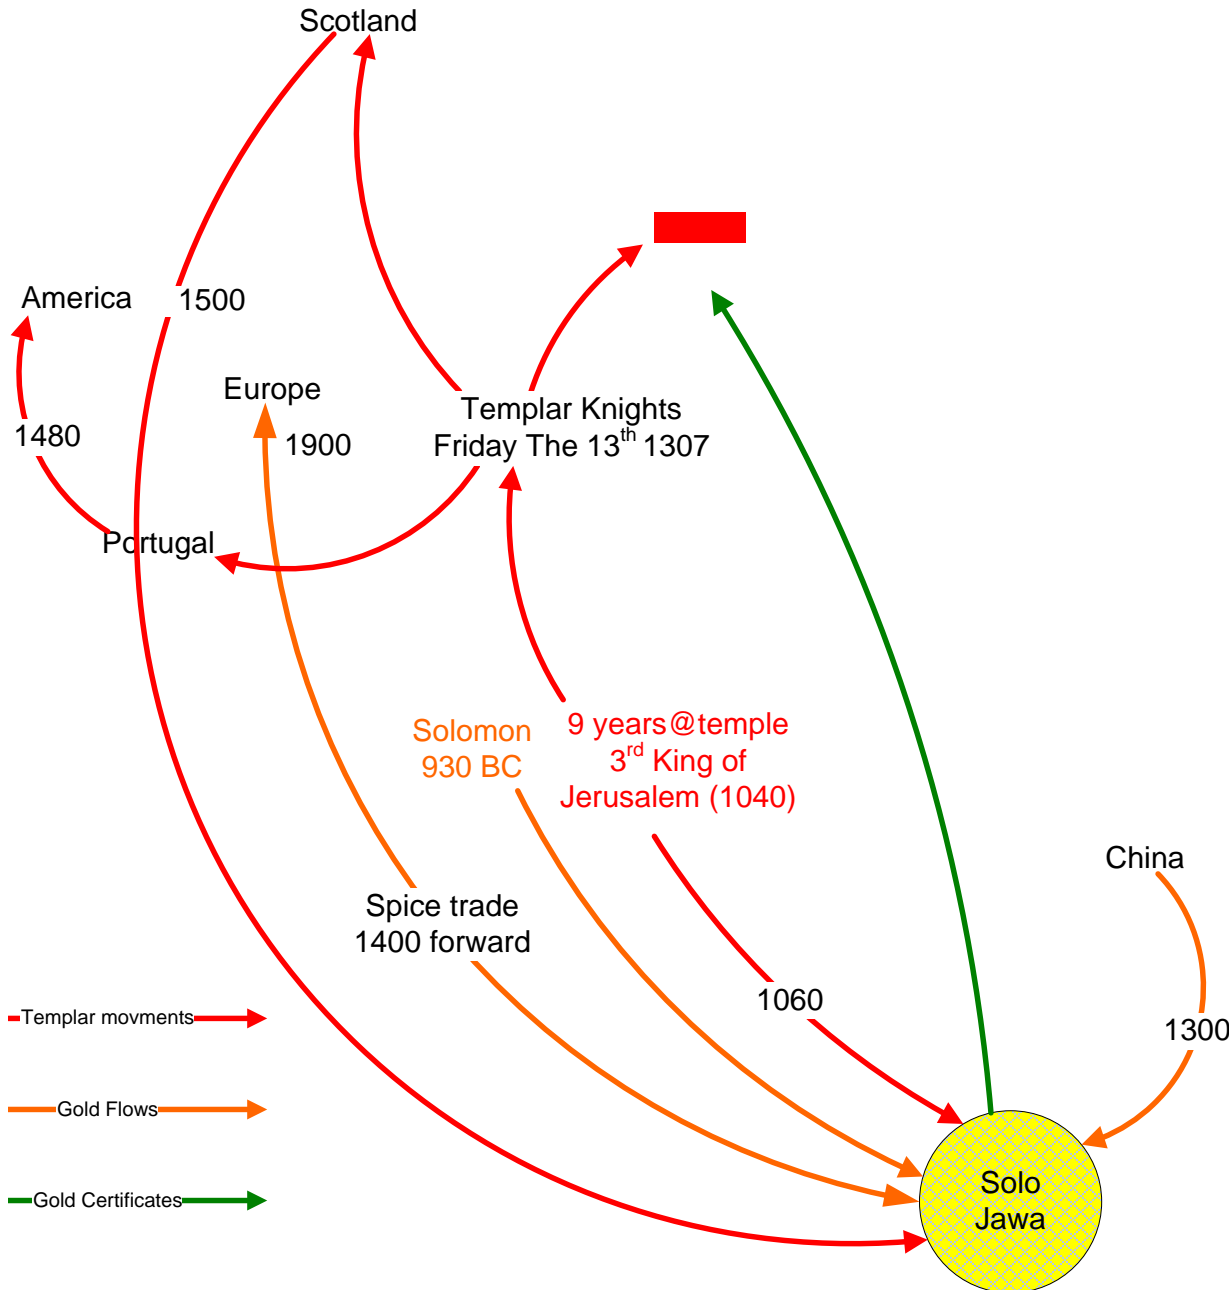 Scotland
America
1500
Europe
1900
Templar Knights
Friday The 13th 1307
1480
Portugal
Solomon
930 BC
9 years@temple
3rd King of
Jerusalem (1040)
China
Spice trade
1400 forward
1060
1300
Templar movments
Gold Flows
Gold Certificates
Solo
Jawa